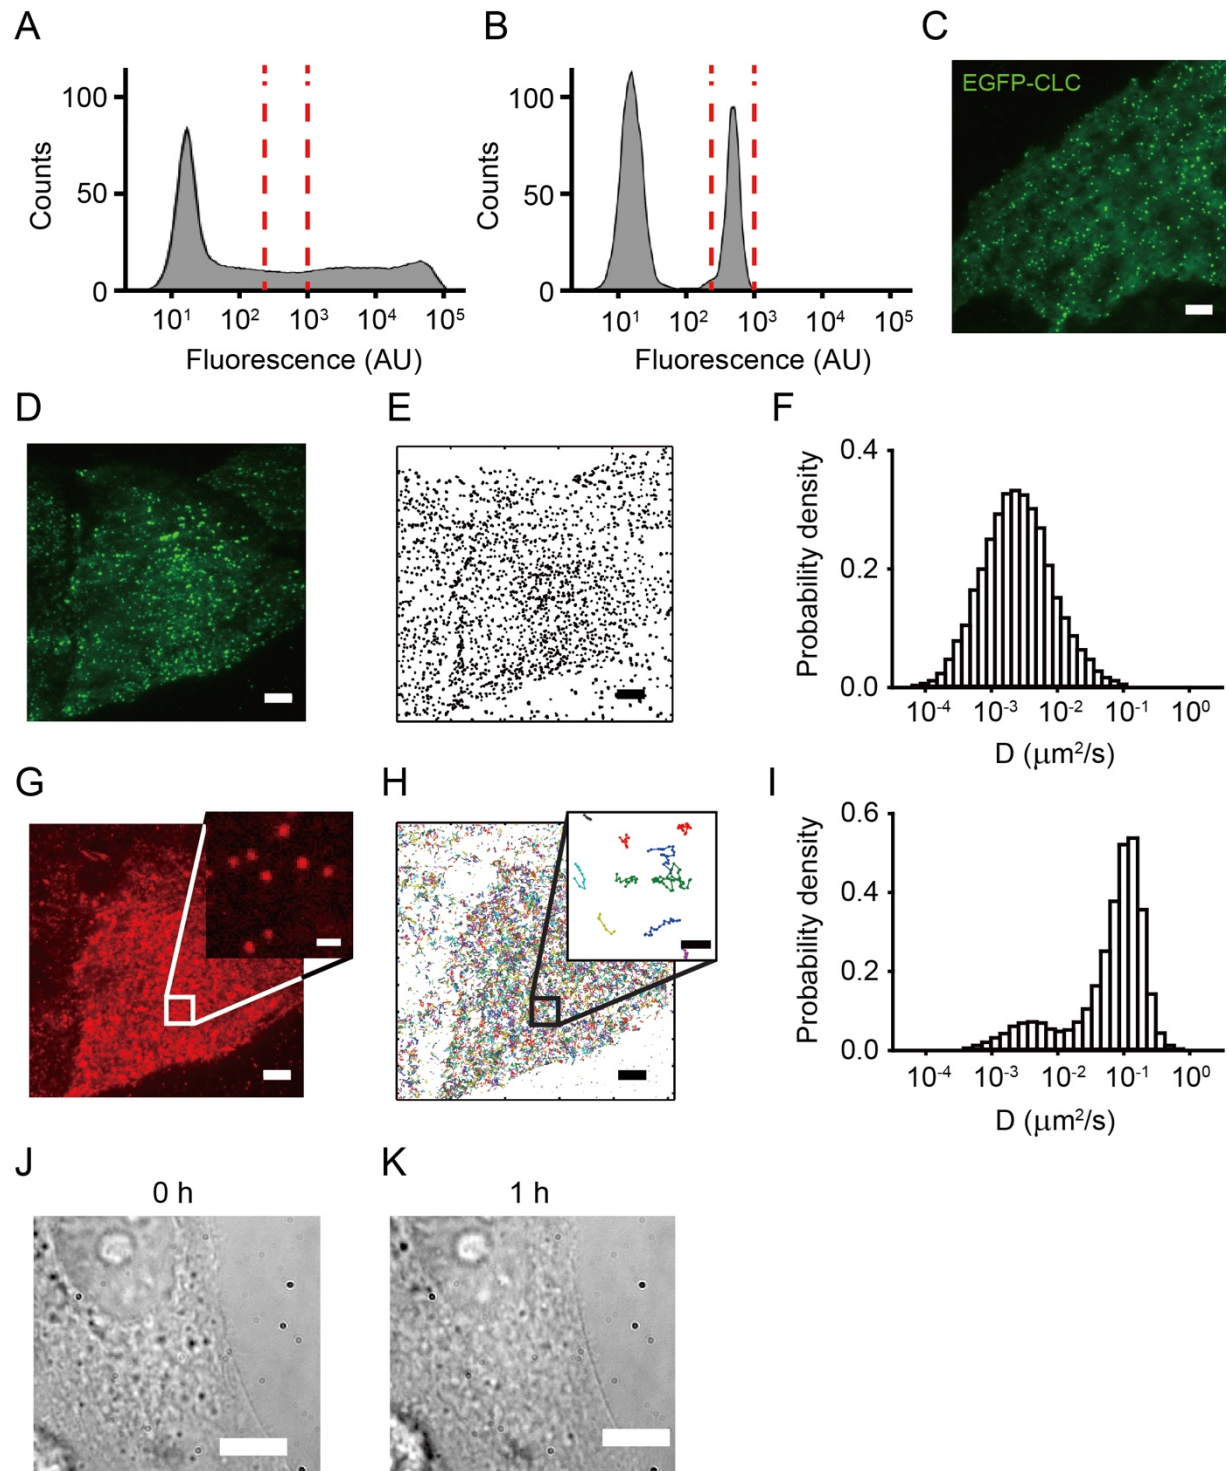 A
B
C
Counts
100
50
0
10¹ 10² 10³ 10⁴ 10⁵
Fluorescence (AU)
Counts
100
50
0
10¹ 10² 10³ 10⁴ 10⁵
Fluorescence (AU)
EGFP-CLC
D
E
F
Probability density
0.4
0.2
0.0
10⁻⁴ 10⁻³ 10⁻² 10⁻¹ 10⁰
D (μm²/s)
G
H
I
Probability density
0.6
0.4
0.2
0.0
10⁻⁴ 10⁻³ 10⁻² 10⁻¹ 10⁰
D (μm²/s)
J
0 h
K
1 h